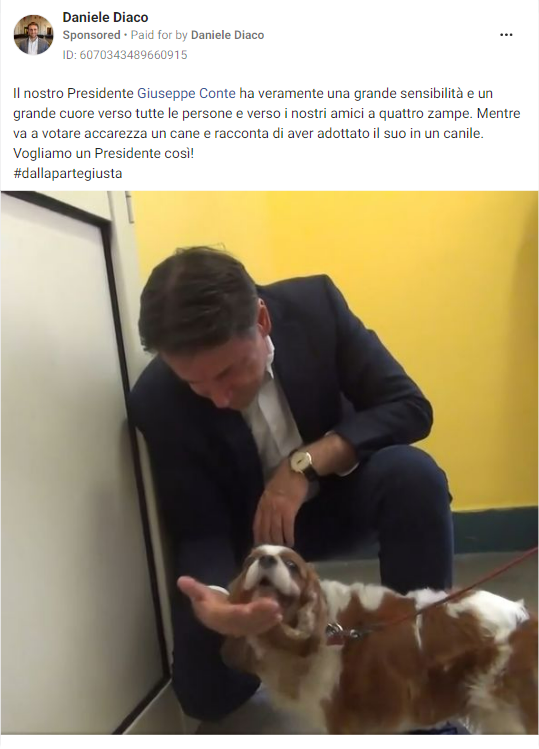 Daniele Diaco
Sponsored • Paid for by Daniele Diaco
ID: 6070343489660915
Il nostro Presidente Giuseppe Conte ha veramente una grande sensibilità e un
grande cuore verso tutte le persone e verso i nostri amici a quattro zampe. Mentre
va a votare accarezza un cane e racconta di aver adottato il suo in un canile.
Vogliamo un Presidente così!
#dallapartegiusta